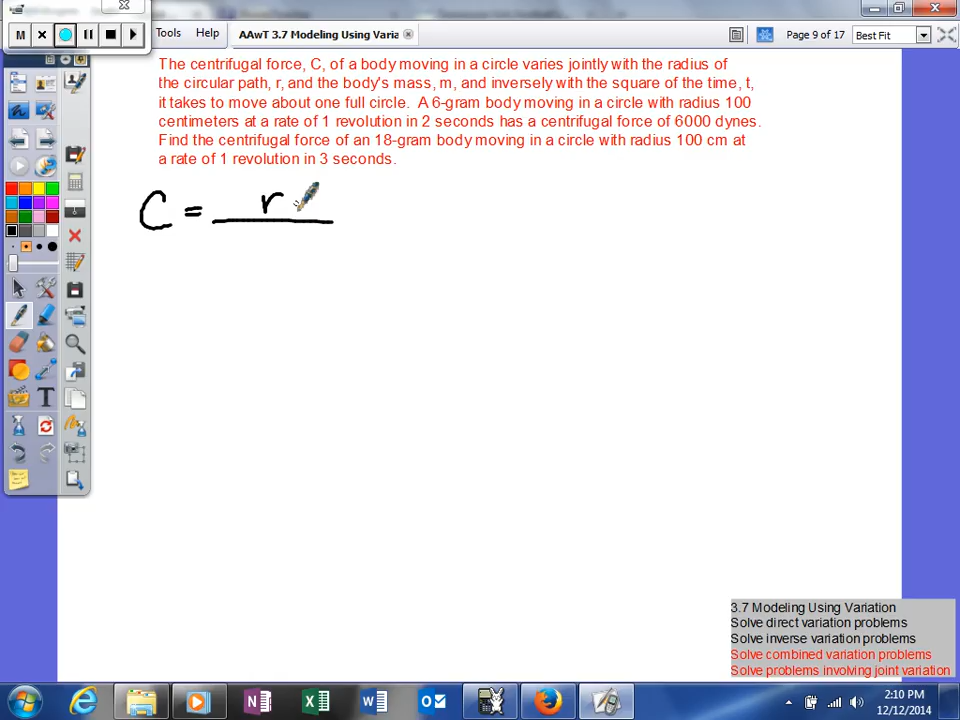 M
Tools Help AAwT 3.7 Modeling Using Varia Page 9 of 17 Best Fit
The centrifugal force, C, of a body moving in a circle varies jointly with the radius of
the circular path, r, and the body's mass, m, and inversely with the square of the time, t,
it takes to move about one full circle. A 6-gram body moving in a circle with radius 100
centimeters at a rate of 1 revolution in 2 seconds has a centrifugal force of 6000 dynes.
Find the centrifugal force of an 18-gram body moving in a circle with radius 100 cm at
a rate of 1 revolution in 3 seconds.
C = r
3.7 Modeling Using Variation
Solve direct variation problems
Solve inverse variation problems
Solve combined variation problems
Solve problems involving joint variation
2:10 PM
12/12/2014